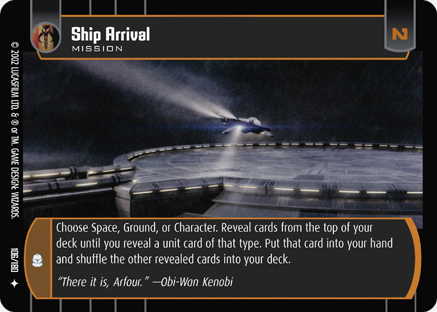 Ship Arrival
MISSION
N
© 2002 LUCASFILM LTD. & ® or TM. GAME DESIGN: WIZARDS
106/180
Choose Space, Ground, or Character. Reveal cards from the top of your
deck until you reveal a unit card of that type. Put that card into your hand
and shuffle the other revealed cards into your deck.
“There it is, Arfour.” —Obi-Wan Kenobi